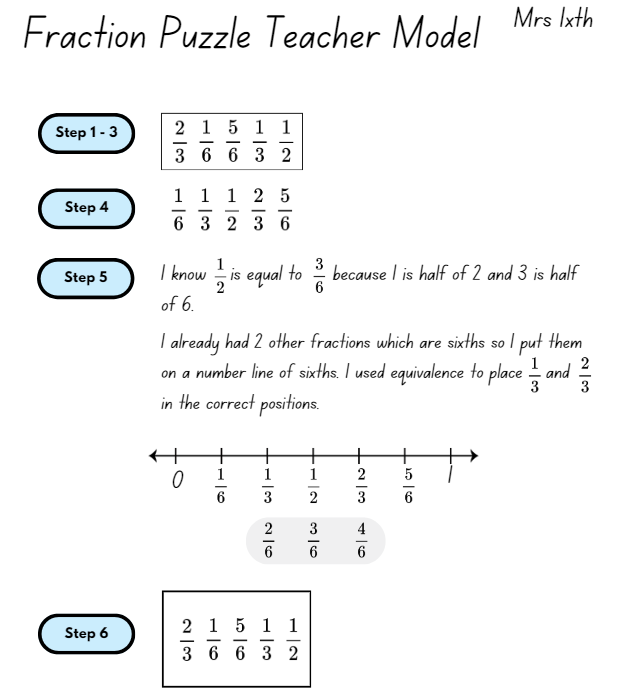 Fraction Puzzle Teacher Model Mrs Ixth
Step 1 - 3
2/3 1/6 5/6 1/3 1/2
Step 4
1/6 1/3 1/2 2/3 5/6
Step 5
I know 1/2 is equal to 3/6 because 1 is half of 2 and 3 is half
of 6.
I already had 2 other fractions which are sixths so I put them
on a number line of sixths. I used equivalence to place 1/3 and 2/3
in the correct positions.
0 1/6 1/3 1/2 2/3 5/6 1
2/6 3/6 4/6
Step 6
2/3 1/6 5/6 1/3 1/2